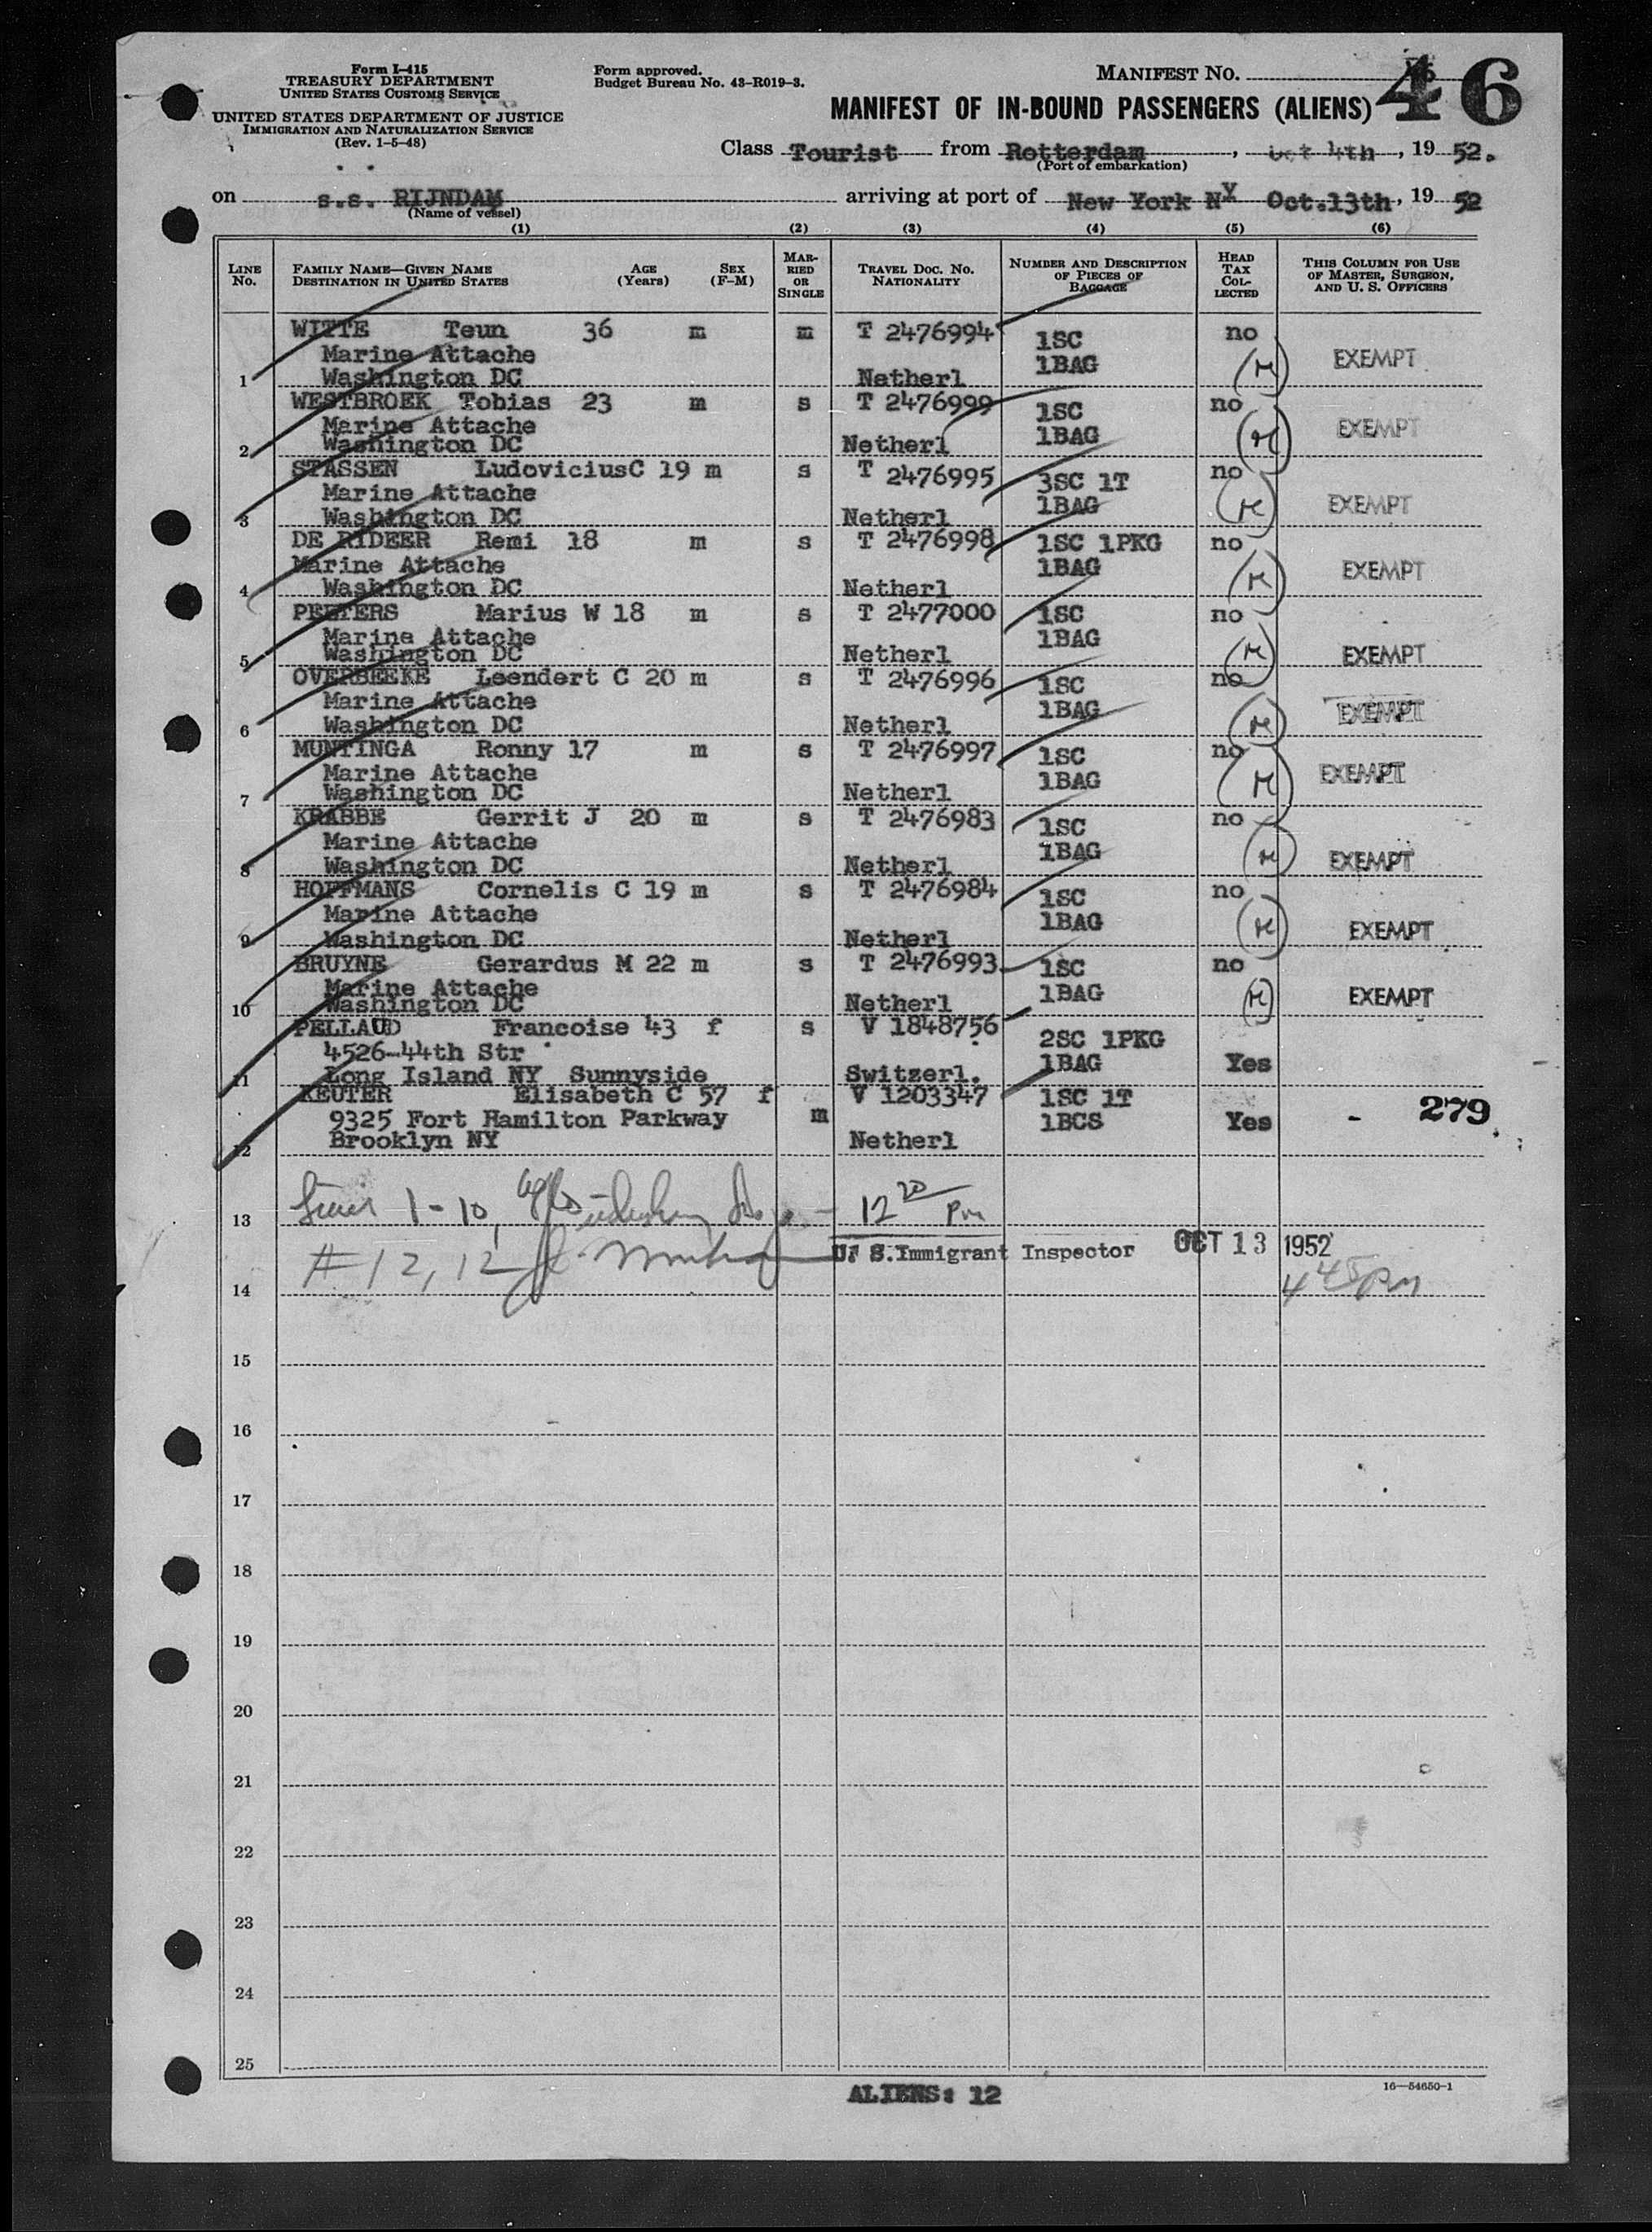 Form I-415
TREASURY DEPARTMENT
UNITED STATES CUSTOMS SERVICE
UNITED STATES DEPARTMENT OF JUSTICE
IMMIGRATION AND NATURALIZATION SERVICE
(Rev. 1-5-48)
Form approved.
Budget Bureau No. 43-R019-3.
MANIFEST NO. 46
MANIFEST OF IN-BOUND PASSENGERS (ALIENS)
Class Tourist from Rotterdam, Oct 4th, 19 52.
(Port of embarkation)
on s.s. RIJNDAM arriving at port of New York NY Oct.13th, 19 52
(Name of vessel)
(1) (2) (3) (4) (5) (6)
LINE NO. FAMILY NAME—GIVEN NAME DESTINATION IN UNITED STATES AGE (Years) SEX (F-M) MARRIED OR SINGLE TRAVEL DOC. NO. NATIONALITY NUMBER AND DESCRIPTION OF PIECES OF BAGGAGE HEAD TAX COLLECTED THIS COLUMN FOR USE OF MASTER, SURGEON, AND U. S. OFFICERS
WITTE Teun 36 m m T 2476994 1SC no
Marine Attache 1BAG EXEMPT
1 Washington DC Netherl
WESTBROEK Tobias 23 m s T 2476999 1SC no
Marine Attache 1BAG EXEMPT
2 Washington DC Netherl
STASSEN LudoviciusC 19 m s T 2476995 3SC 1T no
Marine Attache 1BAG EXEMPT
3 Washington DC Netherl
DE RIDEER Remi 18 m s T 2476998 1SC 1PKG no
Marine Attache 1BAG EXEMPT
4 Washington DC Netherl
PEETERS Marius W 18 m s T 2477000 1SC no
Marine Attache 1BAG
5 Washington DC Netherl EXEMPT
OVERBEEKE Leendert C 20 m s T 2476996 1SC no
Marine Attache 1BAG EXEMPT
6 Washington DC Netherl
MUNTINGA Ronny 17 m s T 2476997 1SC no
Marine Attache 1BAG EXEMPT
7 Washington DC Netherl
KRABBE Gerrit J 20 m s T 2476983 1SC no
Marine Attache 1BAG EXEMPT
8 Washington DC Netherl
HOFFMANS Cornelis C 19 m s T 2476984 1SC no
Marine Attache 1BAG EXEMPT
9 Washington DC Netherl
BRUYNE Gerardus M 22 m s T 2476993 1SC no
Marine Attache 1BAG EXEMPT
10 Washington DC Netherl
PELLAUD Francoise 43 f s V 1848756 2SC 1PKG
4526-44th Str 1BAG Yes
11 Long Island NY Sunnyside Switzerl.
KEUTER Elisabeth C 57 f V 1203347 1SC 1T
9325 Fort Hamilton Parkway m 1BCS Yes - 279
12 Brooklyn NY Netherl
13 1-10, 12 20 Pm
U. S. Immigrant Inspector OCT 13 1952
14 #12, 12 4 45 Pm
15
16
17
18
19
20
21
22
23
24
25
ALIENS: 12
16—54650-1